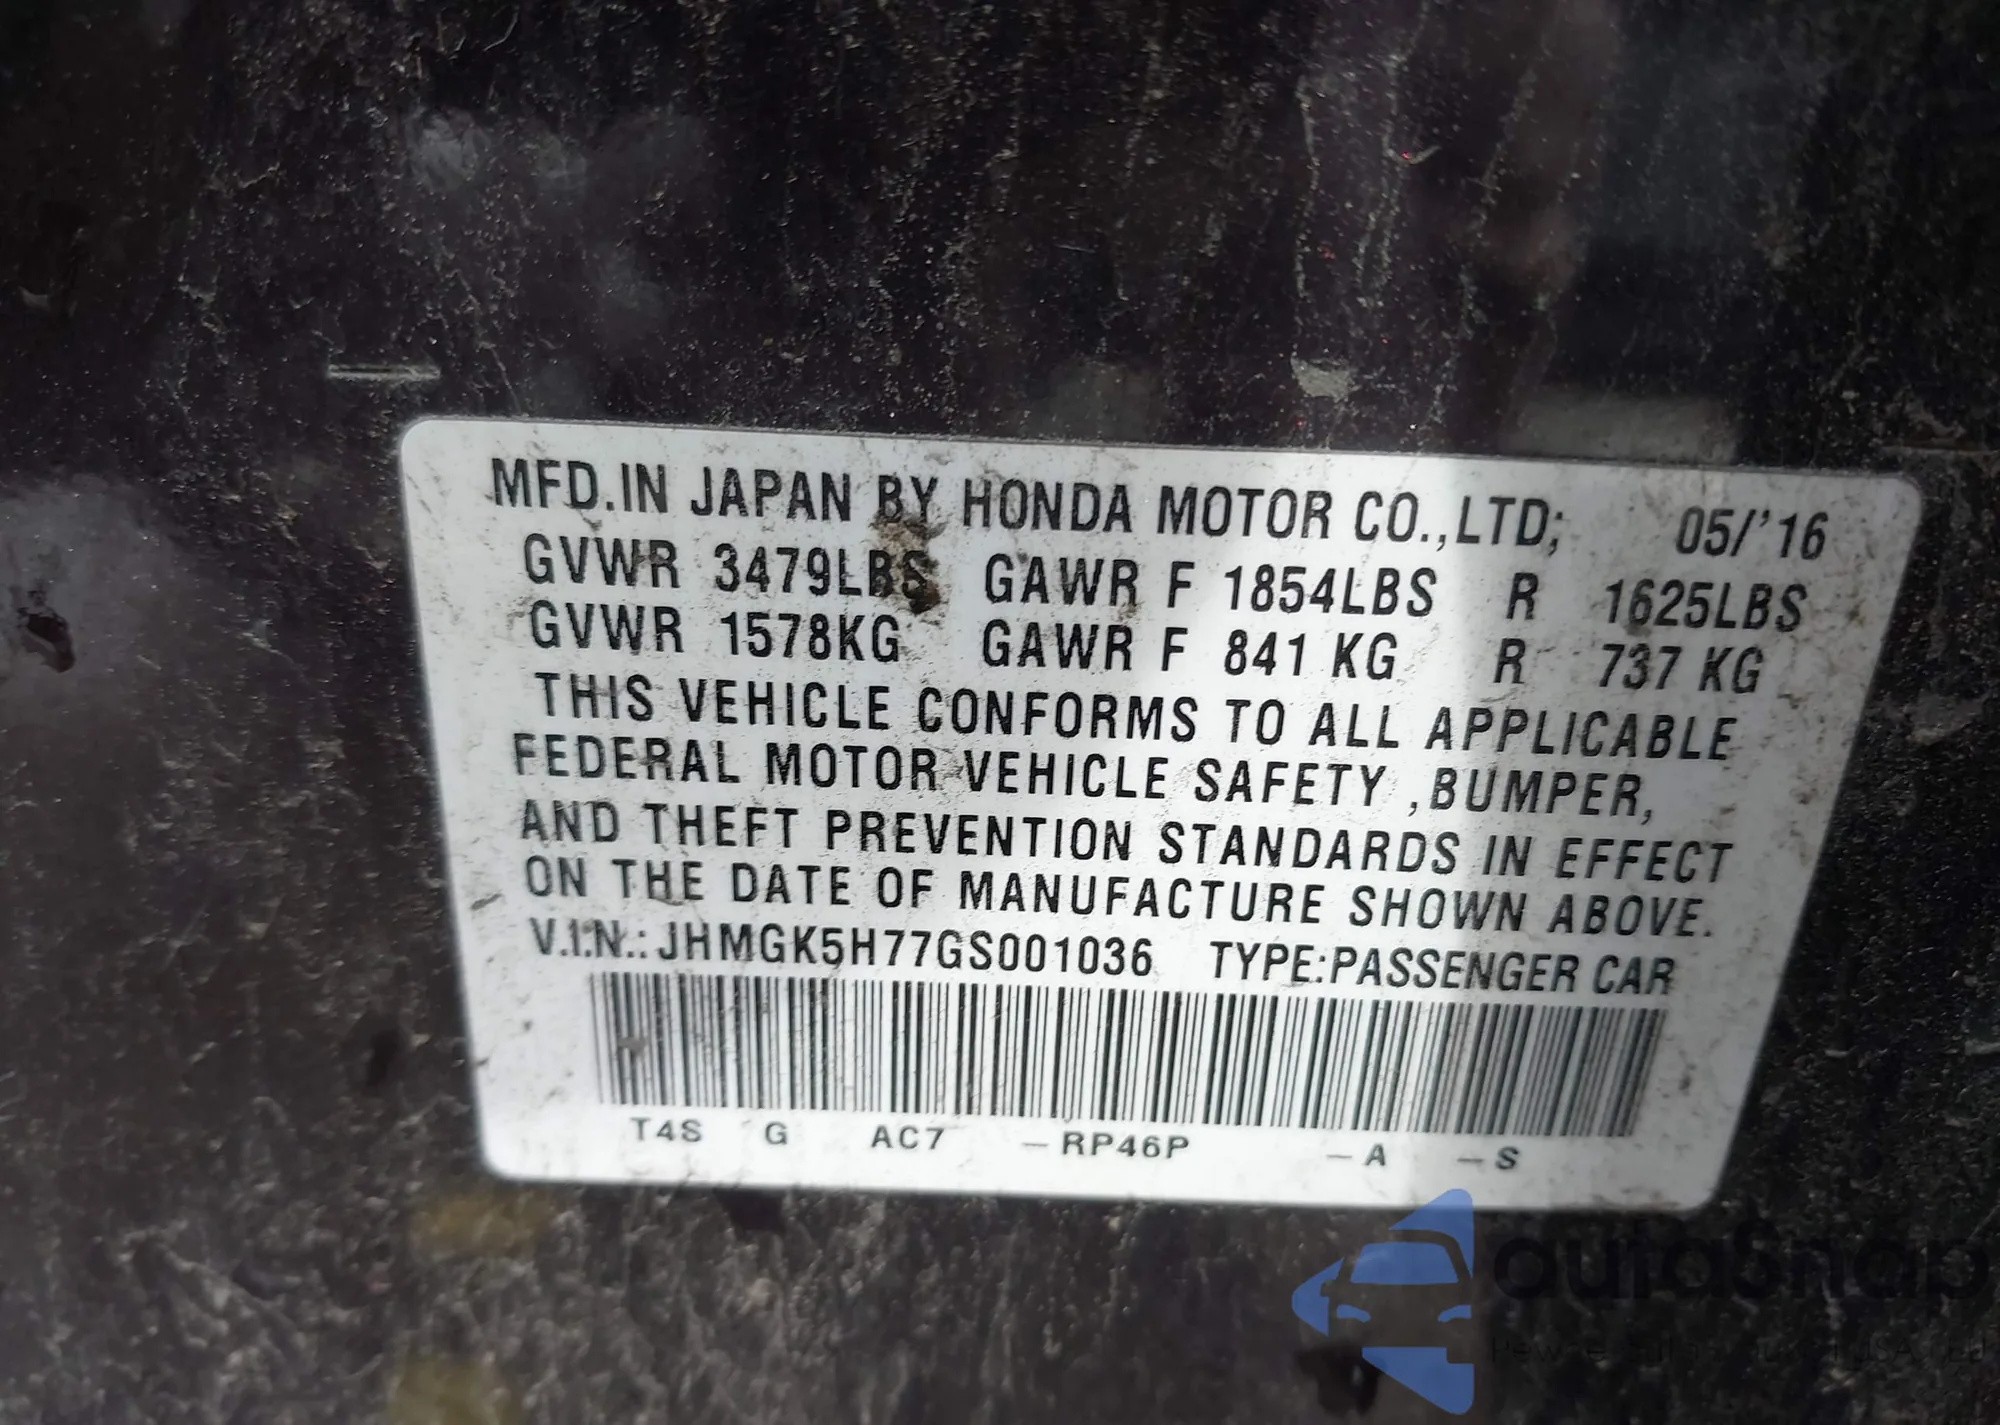 MFD.IN JAPAN BY HONDA MOTOR CO.,LTD; 05/'16
GVWR 3479LBS GAWR F 1854LBS R 1625LBS
GVWR 1578KG GAWR F 841 KG R 737 KG
THIS VEHICLE CONFORMS TO ALL APPLICABLE
FEDERAL MOTOR VEHICLE SAFETY ,BUMPER,
AND THEFT PREVENTION STANDARDS IN EFFECT
ON THE DATE OF MANUFACTURE SHOWN ABOVE.
V.I.N.: JHMGK5H77GS001036 TYPE:PASSENGER CAR
T4S G AC7 -RP46P -A -S
autoSnap